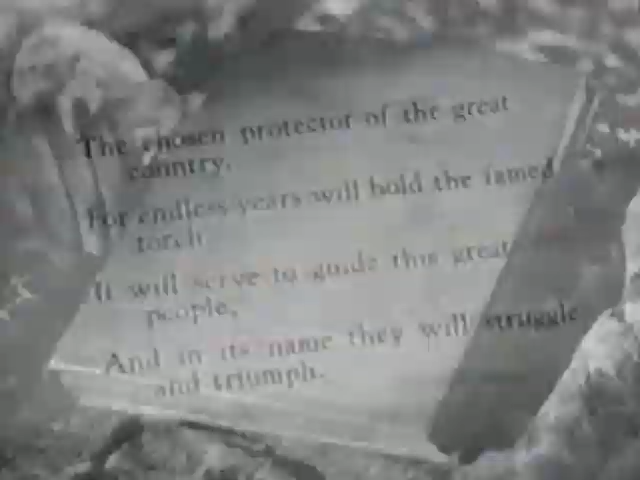 The chosen protector of the great
country.
For endless years will hold the famed
torch
It will serve to guide this great
people,
And in its name they will struggle
and triumph.